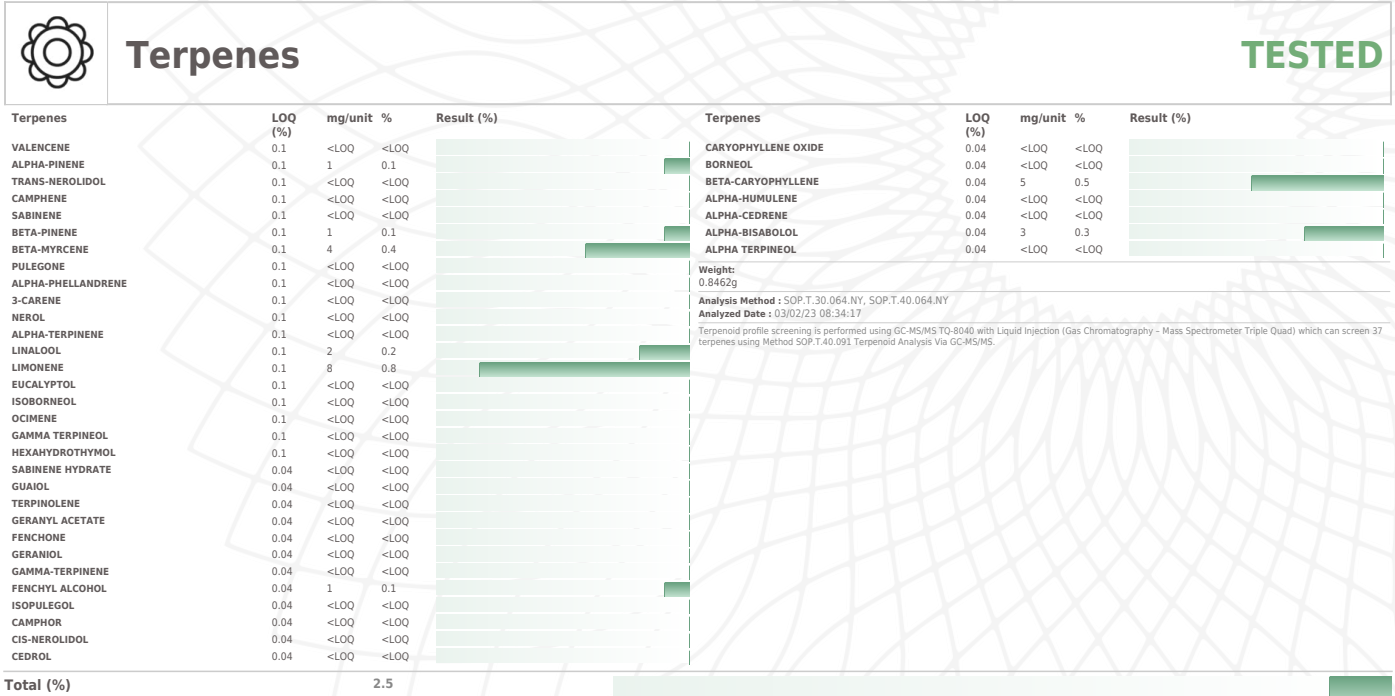 Terpenes
TESTED
Terpenes LOQ (%) mg/unit % Result (%)
VALENCENE 0.1 <LOQ <LOQ
ALPHA-PINENE 0.1 1 0.1
TRANS-NEROLIDOL 0.1 <LOQ <LOQ
CAMPHENE 0.1 <LOQ <LOQ
SABINENE 0.1 <LOQ <LOQ
BETA-PINENE 0.1 1 0.1
BETA-MYRCENE 0.1 4 0.4
PULEGONE 0.1 <LOQ <LOQ
ALPHA-PHELLANDRENE 0.1 <LOQ <LOQ
3-CARENE 0.1 <LOQ <LOQ
NEROL 0.1 <LOQ <LOQ
ALPHA-TERPINENE 0.1 <LOQ <LOQ
LINALOOL 0.1 2 0.2
LIMONENE 0.1 8 0.8
EUCALYPTOL 0.1 <LOQ <LOQ
ISOBORNEOL 0.1 <LOQ <LOQ
OCIMENE 0.1 <LOQ <LOQ
GAMMA TERPINEOL 0.1 <LOQ <LOQ
HEXAHYDROTHYMOL 0.1 <LOQ <LOQ
SABINENE HYDRATE 0.04 <LOQ <LOQ
GUAIOL 0.04 <LOQ <LOQ
TERPINOLENE 0.04 <LOQ <LOQ
GERANYL ACETATE 0.04 <LOQ <LOQ
FENCHONE 0.04 <LOQ <LOQ
GERANIOL 0.04 <LOQ <LOQ
GAMMA-TERPINENE 0.04 <LOQ <LOQ
FENCHYL ALCOHOL 0.04 1 0.1
ISOPULEGOL 0.04 <LOQ <LOQ
CAMPHOR 0.04 <LOQ <LOQ
CIS-NEROLIDOL 0.04 <LOQ <LOQ
CEDROL 0.04 <LOQ <LOQ
Terpenes LOQ (%) mg/unit % Result (%)
CARYOPHYLLENE OXIDE 0.04 <LOQ <LOQ
BORNEOL 0.04 <LOQ <LOQ
BETA-CARYOPHYLLENE 0.04 5 0.5
ALPHA-HUMULENE 0.04 <LOQ <LOQ
ALPHA-CEDRENE 0.04 <LOQ <LOQ
ALPHA-BISABOLOL 0.04 3 0.3
ALPHA TERPINEOL 0.04 <LOQ <LOQ
Weight:
0.8462g
Analysis Method : SOP.T.30.064.NY, SOP.T.40.064.NY
Analyzed Date : 03/02/23 08:34:17
Terpenoid profile screening is performed using GC-MS/MS TQ-8040 with Liquid Injection (Gas Chromatography – Mass Spectrometer Triple Quad) which can screen 37
terpenes using Method SOP.T.40.091 Terpenoid Analysis Via GC-MS/MS.
Total (%) 2.5